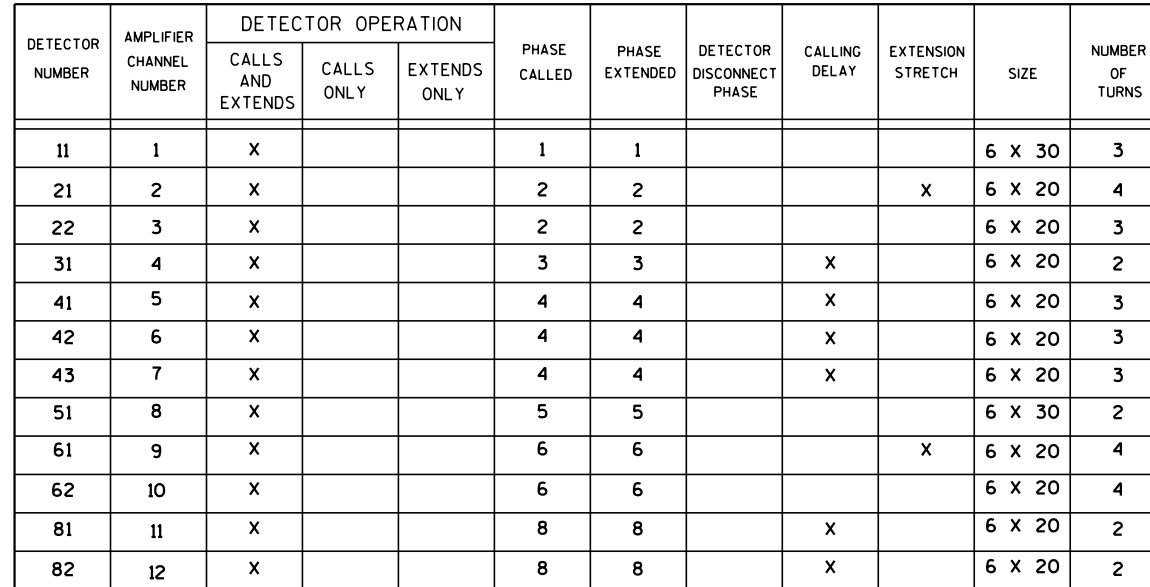 DETECTOR NUMBER | AMPLIFIER CHANNEL NUMBER | DETECTOR OPERATION | PHASE CALLED | PHASE EXTENDED | DETECTOR DISCONNECT PHASE | CALLING DELAY | EXTENSION STRETCH | SIZE | NUMBER OF TURNS
CALLS AND EXTENDS | CALLS ONLY | EXTENDS ONLY
11 1 X 1 1 6 X 30 3
21 2 X 2 2 X 6 X 20 4
22 3 X 2 2 6 X 20 3
31 4 X 3 3 X 6 X 20 2
41 5 X 4 4 X 6 X 20 3
42 6 X 4 4 X 6 X 20 3
43 7 X 4 4 X 6 X 20 3
51 8 X 5 5 6 X 30 2
61 9 X 6 6 X 6 X 20 4
62 10 X 6 6 6 X 20 4
81 11 X 8 8 X 6 X 20 2
82 12 X 8 8 X 6 X 20 2